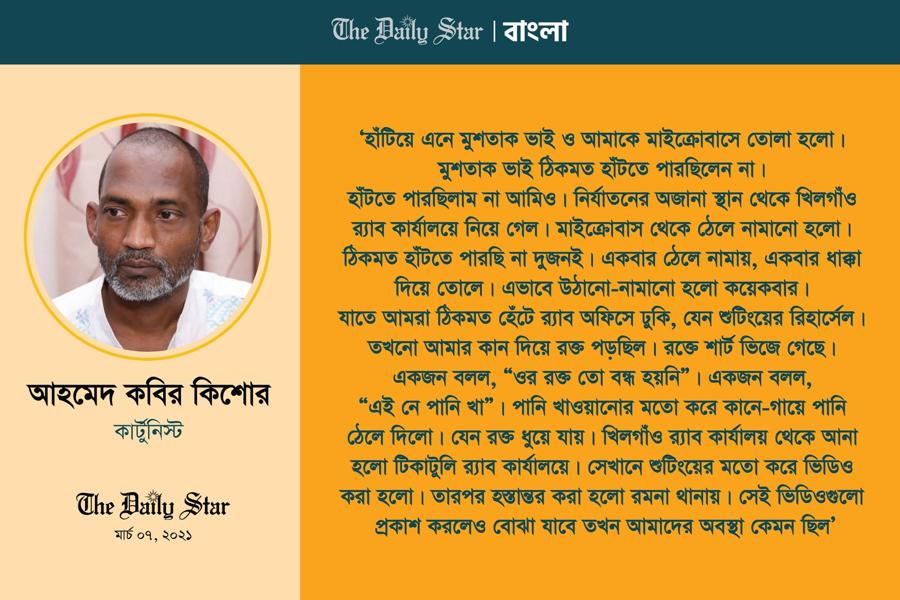 The Daily Star | বাংলা
আহমেদ কবির কিশোর
কার্টুনিস্ট
The Daily Star
মার্চ ০৭, ২০২১
‘হাঁটিয়ে এনে মুশতাক ভাই ও আমাকে মাইক্রোবাসে তোলা হলো।
মুশতাক ভাই ঠিকমত হাঁটতে পারছিলেন না।
হাঁটতে পারছিলাম না আমিও। নির্যাতনের অজানা স্থান থেকে খিলগাঁও
র‍্যাব কার্যালয়ে নিয়ে গেল। মাইক্রোবাস থেকে ঠেলে নামানো হলো।
ঠিকমত হাঁটতে পারছি না দুজনই। একবার ঠেলে নামায়, একবার ধাক্কা
দিয়ে তোলে। এভাবে উঠানো-নামানো হলো কয়েকবার।
যাতে আমরা ঠিকমত হেঁটে র‍্যাব অফিসে ঢুকি, যেন শুটিংয়ের রিহার্সেল।
তখনো আমার কান দিয়ে রক্ত পড়ছিল। রক্তে শার্ট ভিজে গেছে।
একজন বলল, “ওর রক্ত তো বন্ধ হয়নি”। একজন বলল,
“এই নে পানি খা”। পানি খাওয়ানোর মতো করে কানে-গায়ে পানি
ঠেলে দিলো। যেন রক্ত ধুয়ে যায়। খিলগাঁও র‍্যাব কার্যালয় থেকে আনা
হলো টিকাটুলি র‍্যাব কার্যালয়ে। সেখানে শুটিংয়ের মতো করে ভিডিও
করা হলো। তারপর হস্তান্তর করা হলো রমনা থানায়। সেই ভিডিওগুলো
প্রকাশ করলেও বোঝা যাবে তখন আমাদের অবস্থা কেমন ছিল’